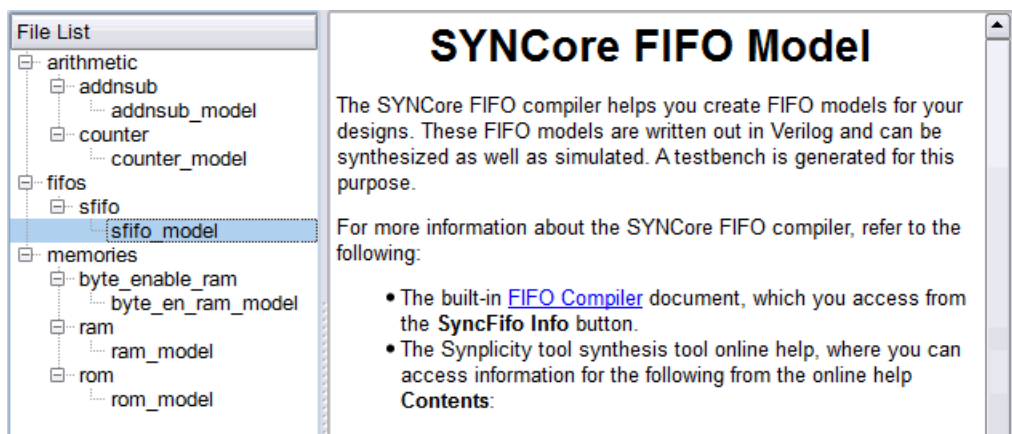 File List
arithmetic
addnsub
addnsub_model
counter
counter_model
fifos
sfifo
sfifo_model
memories
byte_enable_ram
byte_en_ram_model
ram
ram_model
rom
rom_model
SYNCore FIFO Model
The SYNCore FIFO compiler helps you create FIFO models for your
designs. These FIFO models are written out in Verilog and can be
synthesized as well as simulated. A testbench is generated for this
purpose.
For more information about the SYNCore FIFO compiler, refer to the
following:
• The built-in FIFO Compiler document, which you access from
the SyncFifo Info button.
• The Synplicity tool synthesis tool online help, where you can
access information for the following from the online help
Contents: